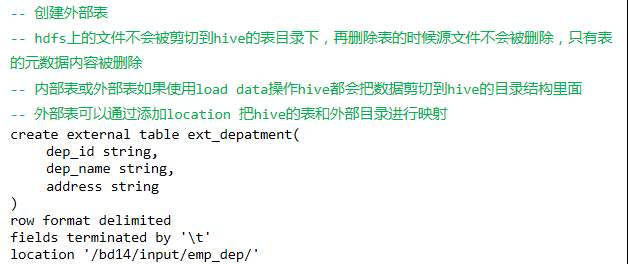 -- 创建外部表
-- hdfs上的文件不会被剪切到hive的表目录下，再删除表的时候源文件不会被删除，只有表
的元数据内容被删除
-- 内部表或外部表如果使用load data操作hive都会把数据剪切到hive的目录结构里面
-- 外部表可以通过添加location 把hive的表和外部目录进行映射
create external table ext_depatment(
    dep_id string,
    dep_name string,
    address string
)
row format delimited
fields terminated by '\t'
location '/bd14/input/emp_dep/'